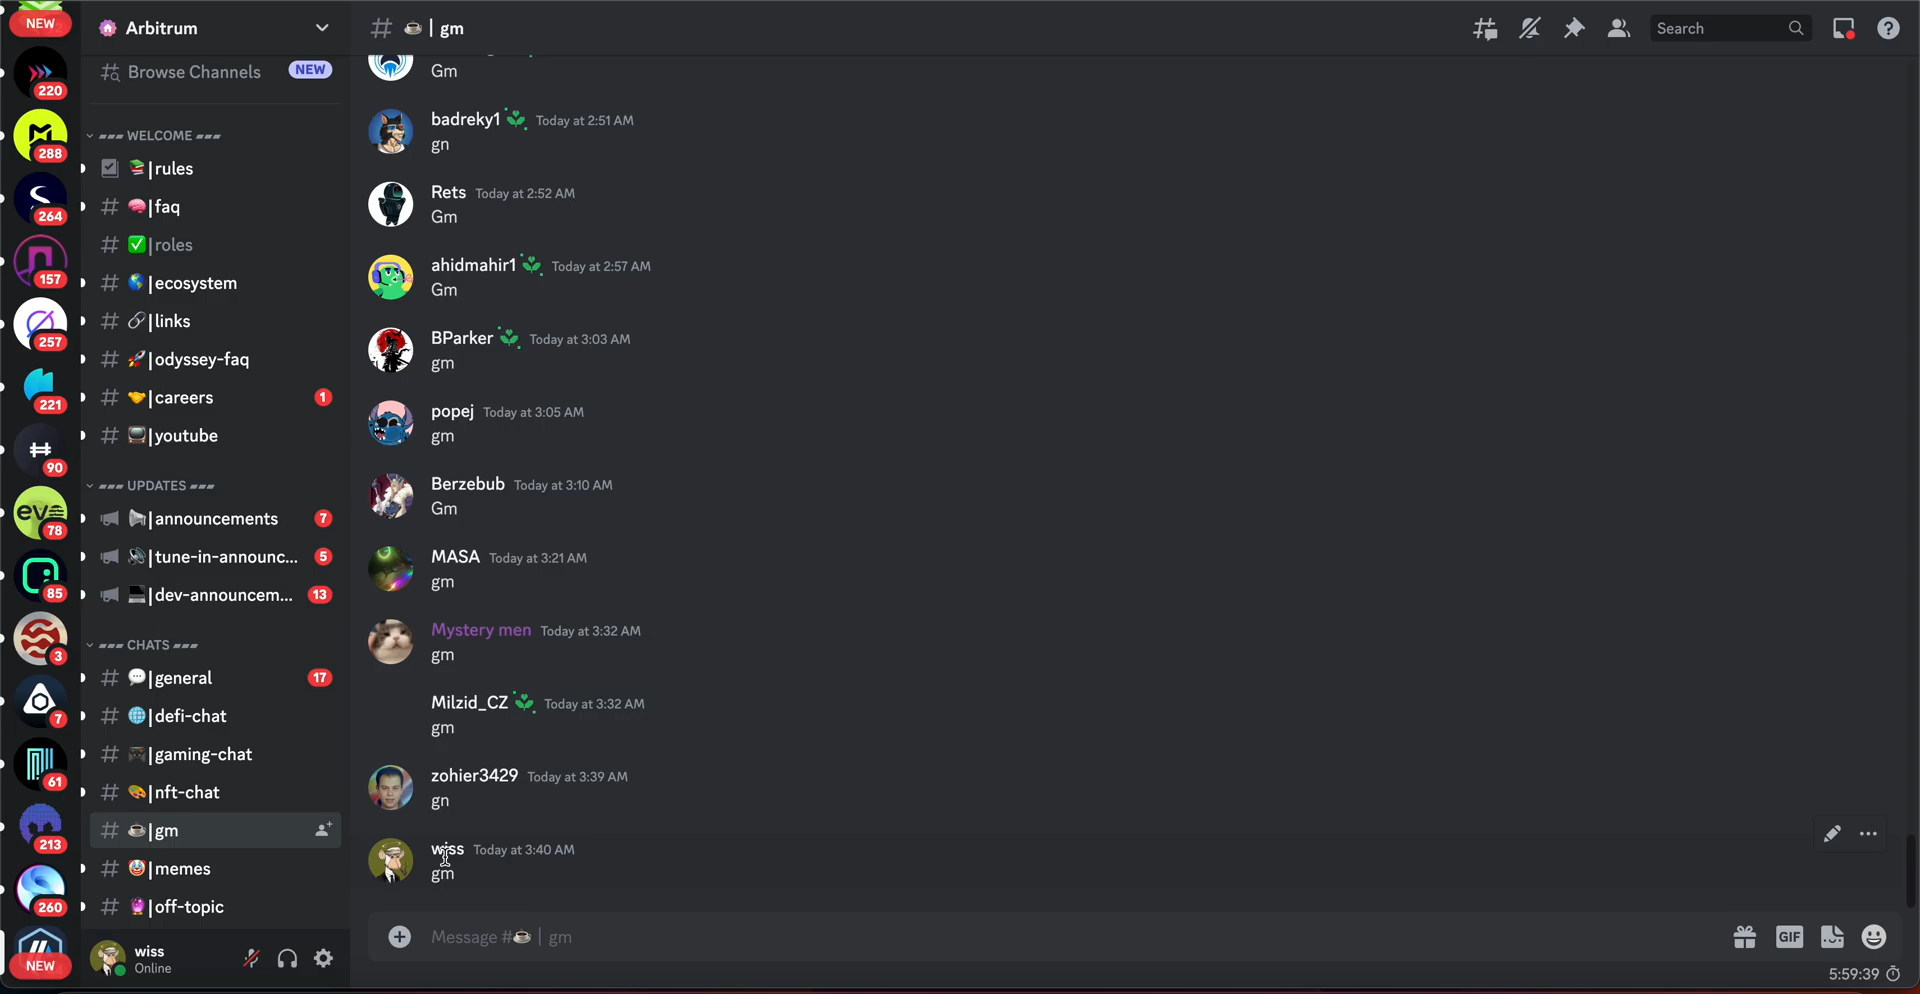 NEW
220
288
264
157
257
221
90
eve
78
85
3
7
61
213
260
NEW
Arbitrum
Browse Channels NEW
WELCOME
rules
faq
roles
ecosystem
links
odyssey-faq
careers 1
youtube
UPDATES
announcements 7
tune-in-announc... 5
dev-announcem... 13
CHATS
general 17
defi-chat
gaming-chat
nft-chat
gm
memes
off-topic
wiss
Online
# ☕ | gm
Search
Gm
badreky1 Today at 2:51 AM
gn
Rets Today at 2:52 AM
Gm
ahidmahir1 Today at 2:57 AM
Gm
BParker Today at 3:03 AM
gm
popej Today at 3:05 AM
gm
Berzebub Today at 3:10 AM
Gm
MASA Today at 3:21 AM
gm
Mystery men Today at 3:32 AM
gm
Milzid_CZ Today at 3:32 AM
gm
zohier3429 Today at 3:39 AM
gn
wiss Today at 3:40 AM
gm
Message #☕ | gm
GIF
5:59:39